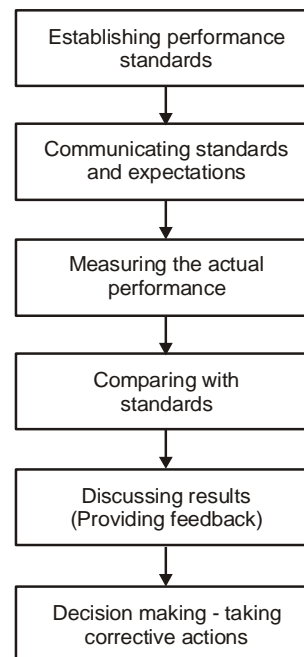 Establishing performance
standards
Communicating standards
and expectations
Measuring the actual
performance
Comparing with
standards
Discussing results
(Providing feedback)
Decision making - taking
corrective actions